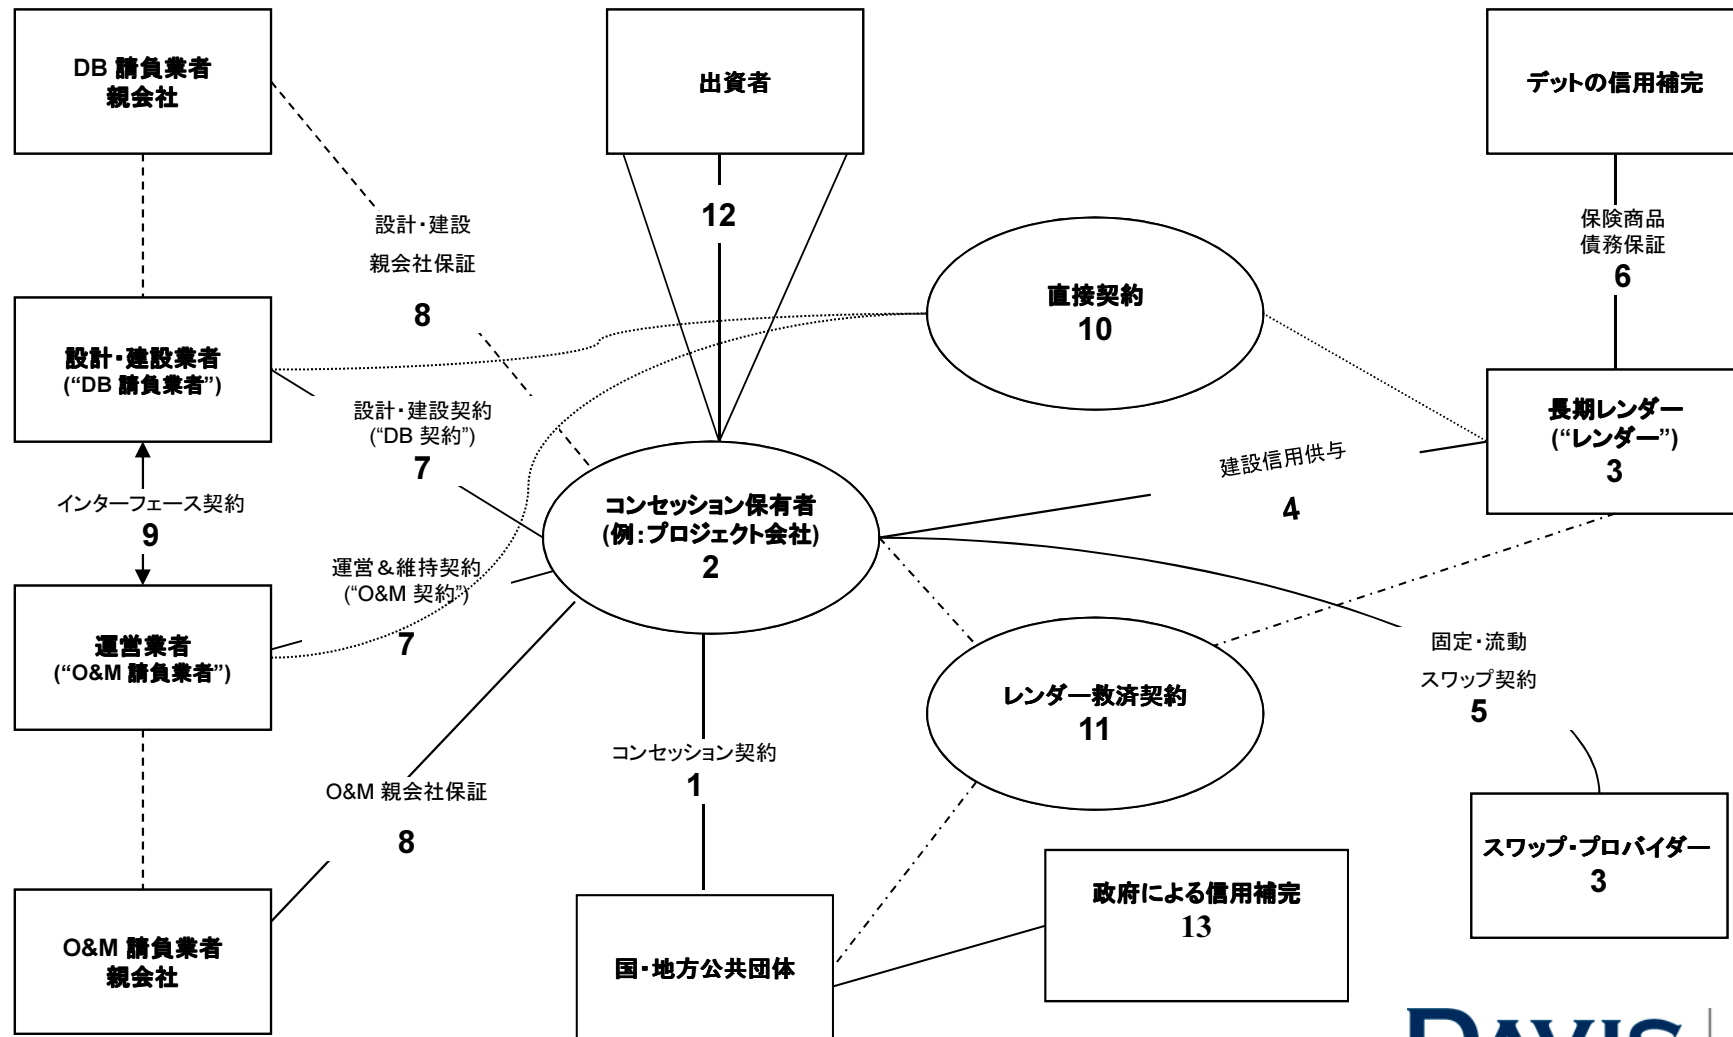 DB 請負業者
親会社
出資者
デットの信用補完
12
設計・建設
親会社保証
8
保険商品
債務保証
6
直接契約
10
設計・建設業者
(“DB 請負業者”)
設計・建設契約
(“DB 契約”)
7
長期レンダー
(“レンダー”)
3
建設信用供与
4
インターフェース契約
9
コンセッション保有者
(例：プロジェクト会社)
2
運営＆維持契約
(“O&M 契約”)
7
運営業者
(“O&M 請負業者”)
固定・流動
スワップ契約
5
レンダー救済契約
11
コンセッション契約
1
O&M 親会社保証
8
スワップ・プロバイダー
3
政府による信用補完
13
O&M 請負業者
親会社
国・地方公共団体
DAVIS